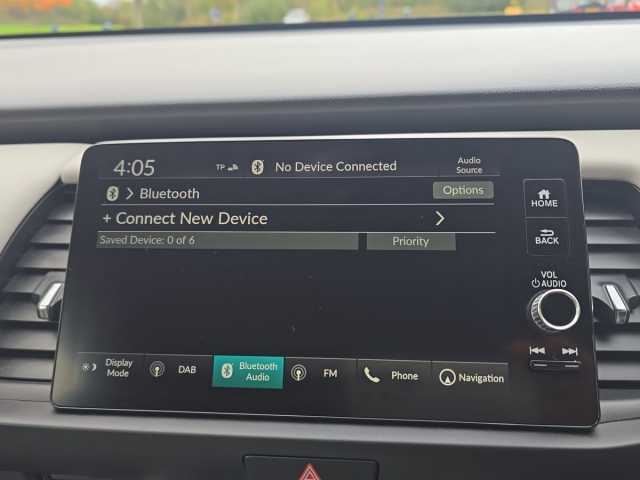 4:05
TP
No Device Connected
Audio
Source
Bluetooth
Options
+ Connect New Device
Saved Device: 0 of 6
Priority
HOME
BACK
VOL
AUDIO
Display
Mode
DAB
Bluetooth
Audio
FM
Phone
Navigation